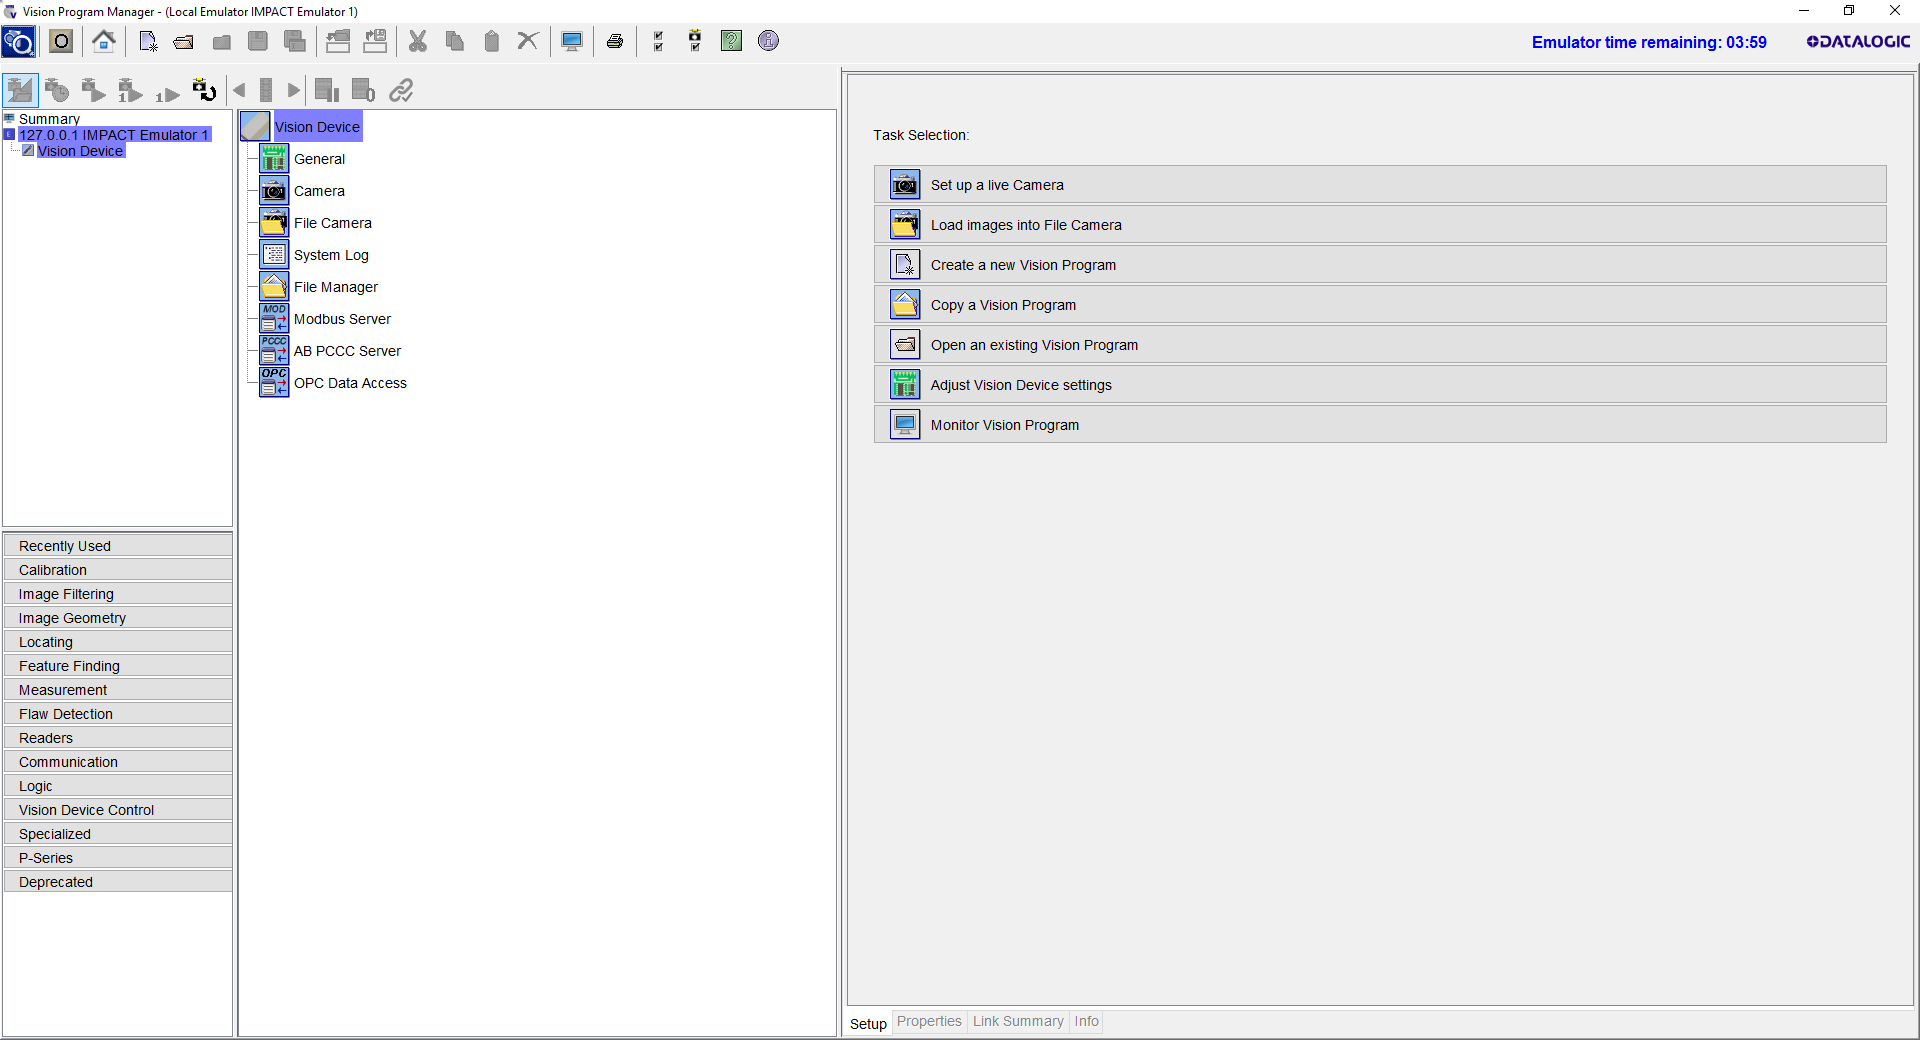 Vision Program Manager - (Local Emulator IMPACT Emulator 1)
O
Emulator time remaining: 03:59
DATALOGIC
Summary
127.0.0.1 IMPACT Emulator 1
Vision Device
Recently Used
Calibration
Image Filtering
Image Geometry
Locating
Feature Finding
Measurement
Flaw Detection
Readers
Communication
Logic
Vision Device Control
Specialized
P-Series
Deprecated
Vision Device
General
Camera
File Camera
System Log
File Manager
MOD
Modbus Server
PCCC
AB PCCC Server
OPC
OPC Data Access
Task Selection:
Set up a live Camera
Load images into File Camera
Create a new Vision Program
Copy a Vision Program
Open an existing Vision Program
Adjust Vision Device settings
Monitor Vision Program
Setup Properties Link Summary Info